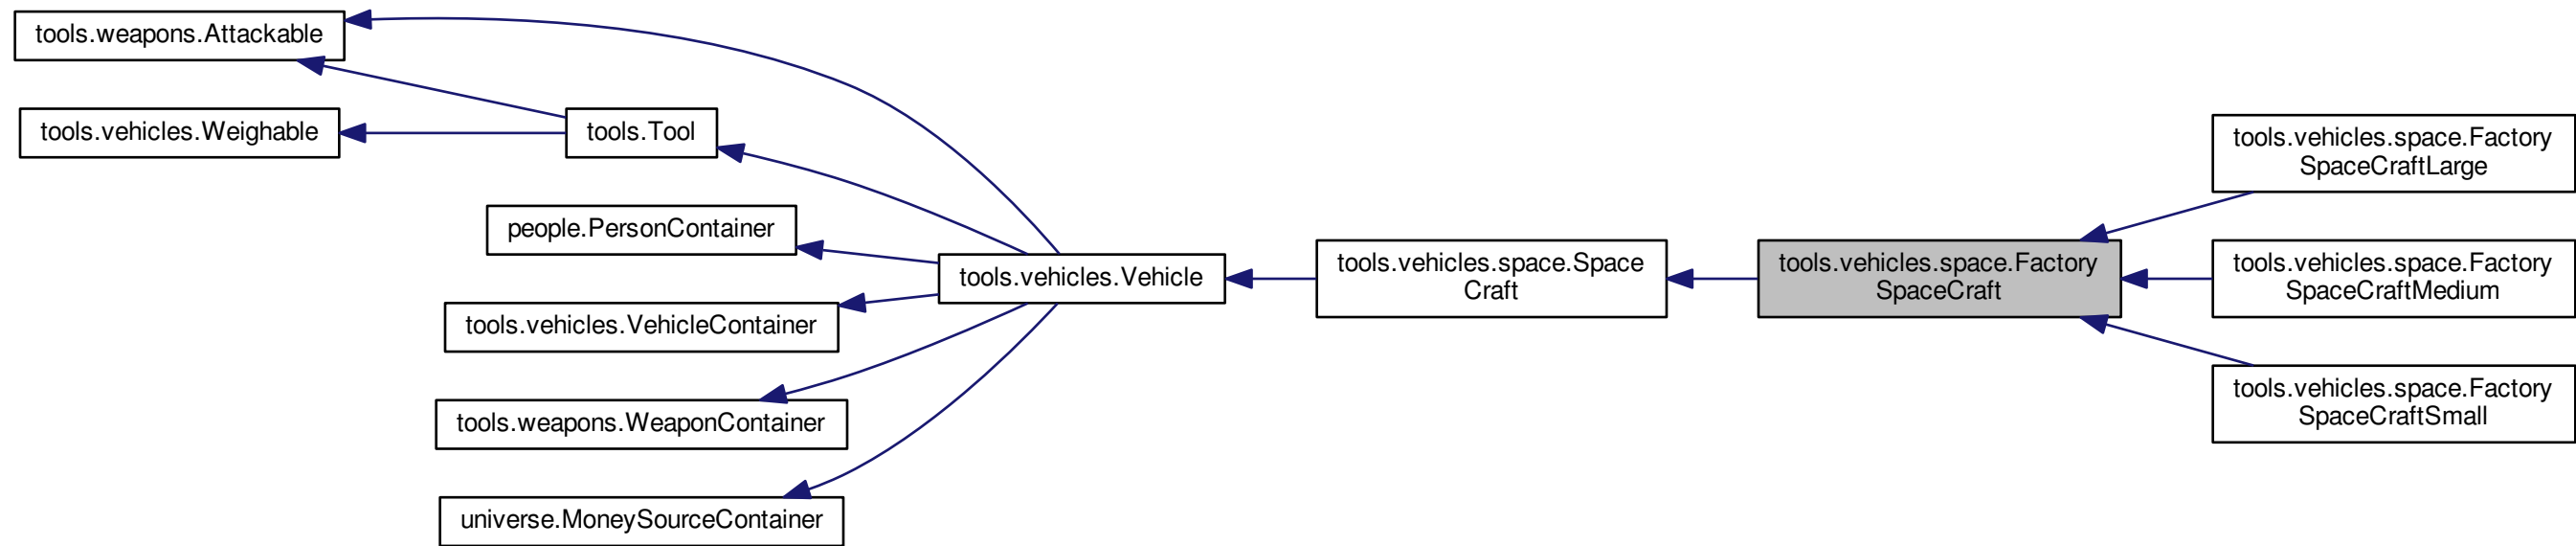 tools.weapons.Attackable
tools.vehicles.Weighable
tools.Tool
people.PersonContainer
tools.vehicles.VehicleContainer
tools.weapons.WeaponContainer
universe.MoneySourceContainer
tools.vehicles.Vehicle
tools.vehicles.space.Space
Craft
tools.vehicles.space.Factory
SpaceCraft
tools.vehicles.space.Factory
SpaceCraftLarge
tools.vehicles.space.Factory
SpaceCraftMedium
tools.vehicles.space.Factory
SpaceCraftSmall